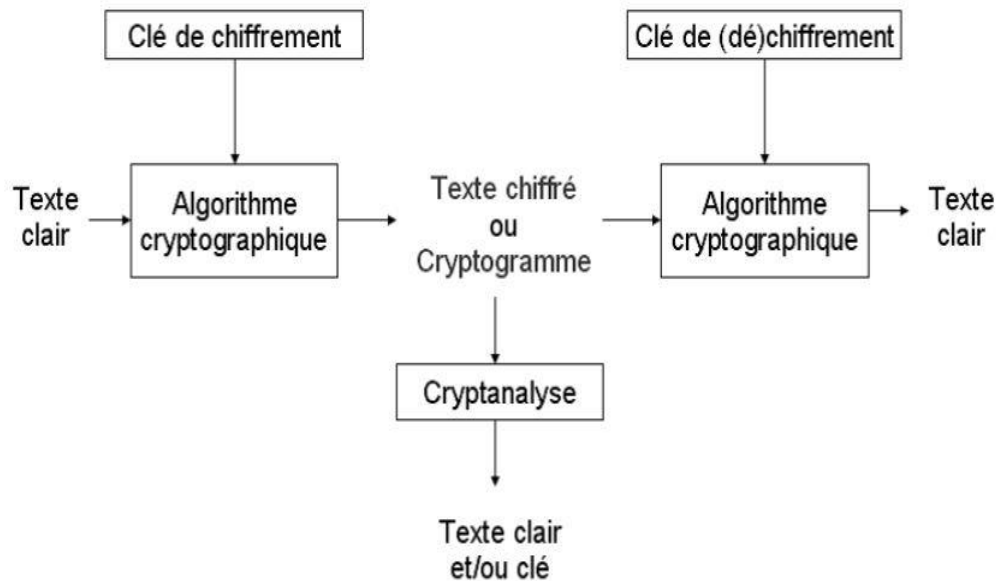 Clé de chiffrement
Clé de (dé)chiffrement
Texte
clair
Algorithme
cryptographique
Texte chiffré
ou
Cryptogramme
Algorithme
cryptographique
Texte
clair
Cryptanalyse
Texte clair
et/ou clé